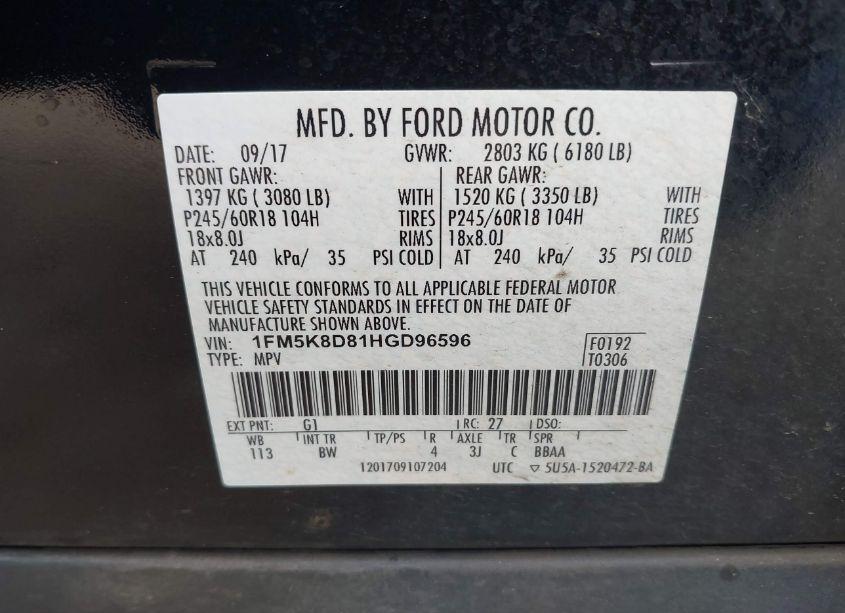 MFD. BY FORD MOTOR CO.
DATE: 09/17 GVWR: 2803 KG ( 6180 LB)
FRONT GAWR: REAR GAWR:
1397 KG ( 3080 LB) WITH 1520 KG ( 3350 LB) WITH
P245/60R18 104H TIRES P245/60R18 104H TIRES
18x8.0J RIMS 18x8.0J RIMS
AT 240 kPa/ 35 PSI COLD AT 240 kPa/ 35 PSI COLD
THIS VEHICLE CONFORMS TO ALL APPLICABLE FEDERAL MOTOR
VEHICLE SAFETY STANDARDS IN EFFECT ON THE DATE OF
MANUFACTURE SHOWN ABOVE.
VIN: 1FM5K8D81HGD96596 F0192
TYPE: MPV T0306
EXT PNT: G1 RC: 27 DSO:
WB INT TR TP/PS R AXLE TR SPR
113 BW 4 3J C BBAA
1201709107204 UTC ▽ 5U5A-1520472-BA